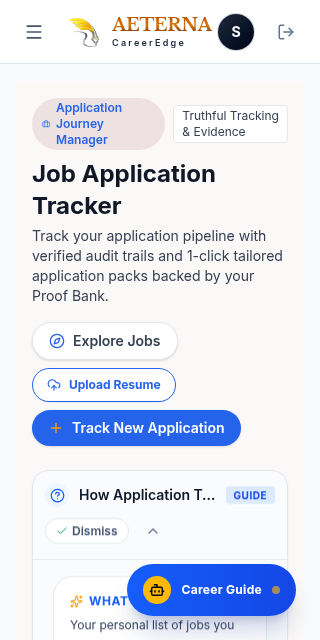 AETERNA
CareerEdge
S
Application
Journey
Manager
Truthful Tracking
& Evidence
Job Application
Tracker
Track your application pipeline with
verified audit trails and 1-click tailored
application packs backed by your
Proof Bank.
Explore Jobs
Upload Resume
Track New Application
How Application T...
GUIDE
Dismiss
WHAT
Career Guide
Your personal list of jobs you